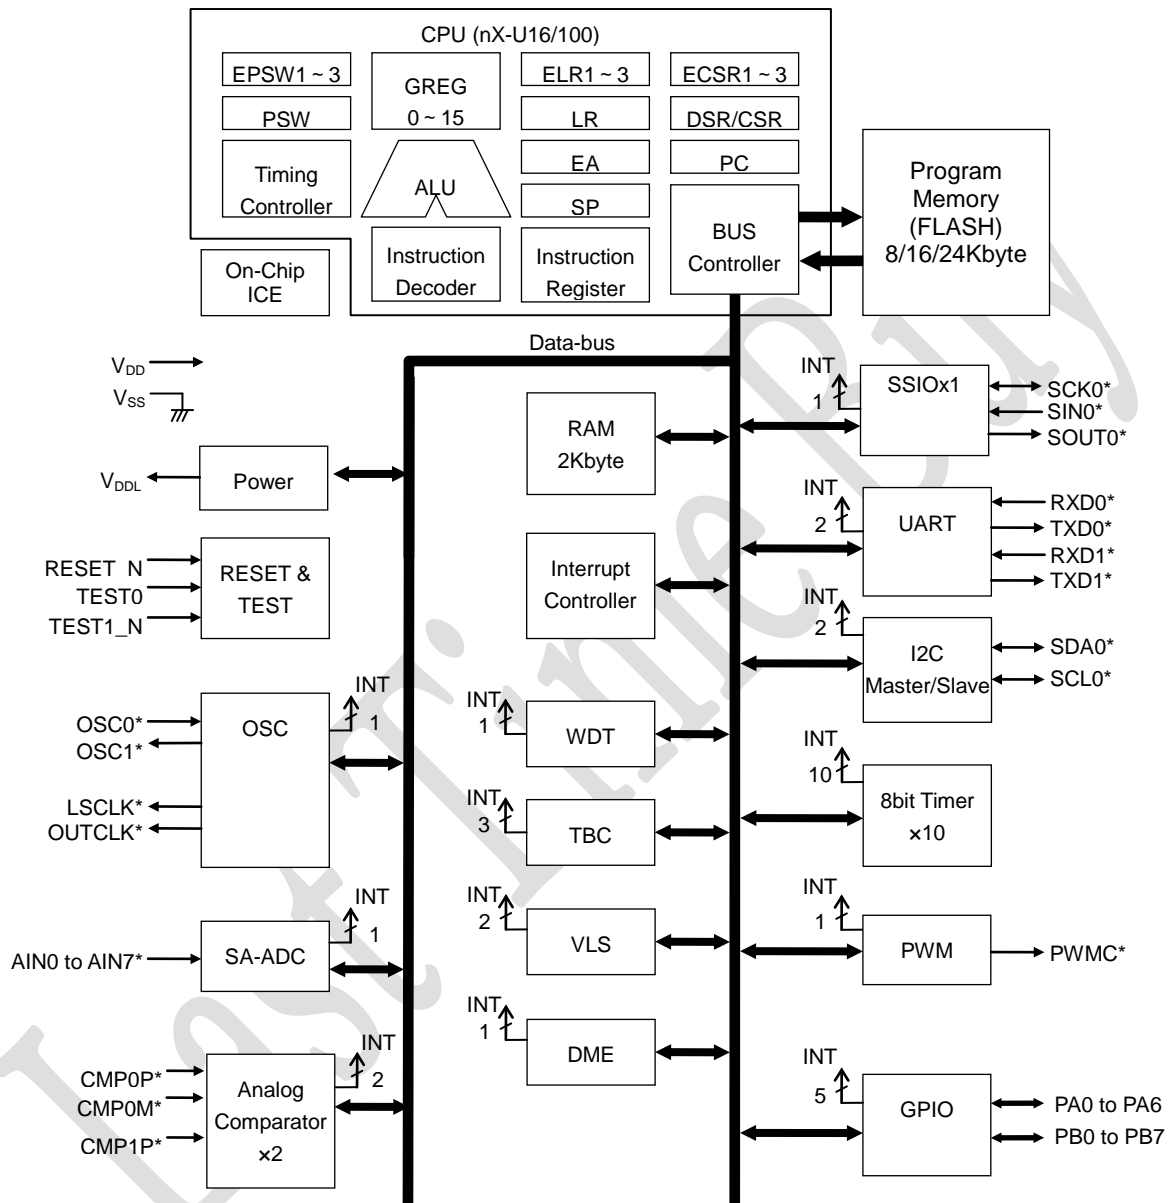 CPU (nX-U16/100)
EPSW1 ~ 3
GREG
0 ~ 15
ELR1 ~ 3
ECSR1 ~ 3
PSW
LR
DSR/CSR
Timing
Controller
ALU
EA
PC
SP
BUS
Controller
Program
Memory
(FLASH)
8/16/24Kbyte
On-Chip
ICE
Instruction
Decoder
Instruction
Register
Data-bus
VDD
VSS
VDDL
Power
RESET_N
TEST0
TEST1_N
RESET &
TEST
OSC0*
OSC1*
LSCLK*
OUTCLK*
OSC
INT
1
AIN0 to AIN7*
SA-ADC
INT
1
CMP0P*
CMP0M*
CMP1P*
Analog
Comparator
×2
INT
2
RAM
2Kbyte
Interrupt
Controller
INT
1
WDT
INT
3
TBC
INT
2
VLS
INT
1
DME
INT
1
SSIOx1
SCK0*
SIN0*
SOUT0*
INT
2
UART
RXD0*
TXD0*
RXD1*
TXD1*
INT
2
I2C
Master/Slave
SDA0*
SCL0*
INT
10
8bit Timer
×10
INT
1
PWM
PWMC*
INT
5
GPIO
PA0 to PA6
PB0 to PB7
Last Time Buy